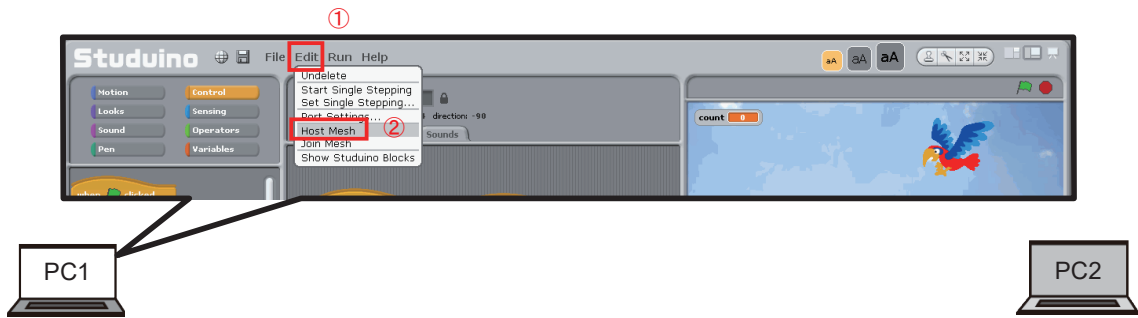 ①
Studuino File Edit Run Help aA aA aA
Undelete
Start Single Stepping
Set Single Stepping...
Port Settings...
Host Mesh ②
Join Mesh
Show Studuino Blocks
Motion Control
Looks Sensing
Sound Operators
Pen Variables
direction: -90
Sounds
when clicked
count 0
PC1
PC2